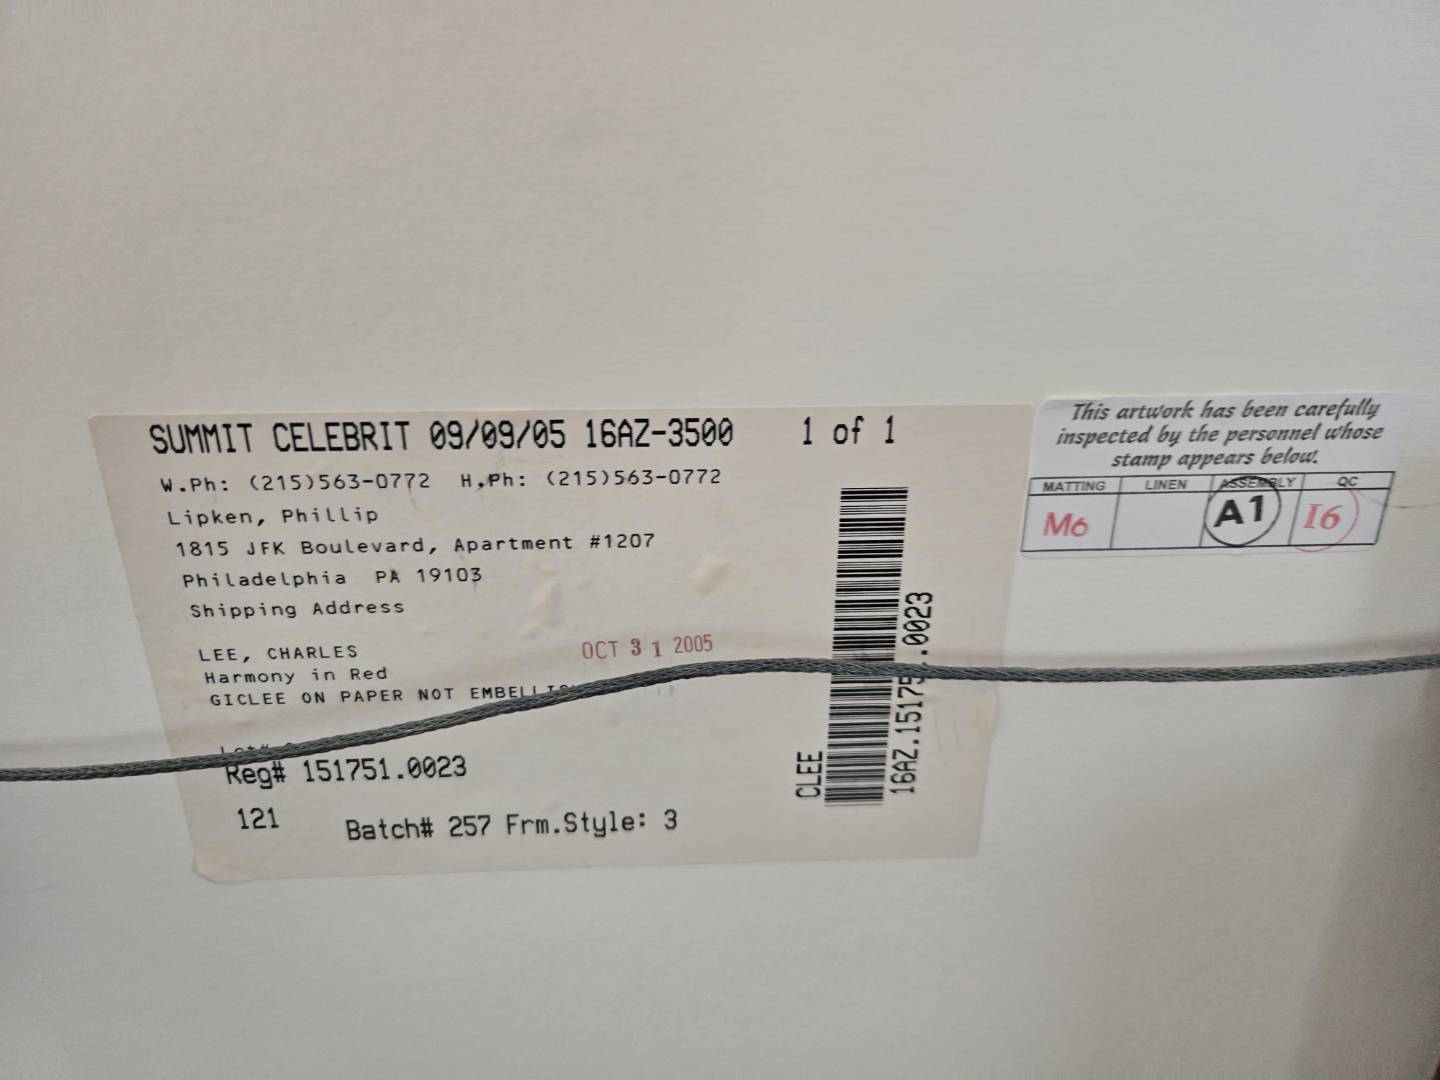 SUMMIT CELEBRIT 09/09/05 16AZ-3500 1 of 1
W.Ph: (215)563-0772 H.Ph: (215)563-0772
Lipken, Phillip
1815 JFK Boulevard, Apartment #1207
Philadelphia PA 19103
Shipping Address
LEE, CHARLES
OCT 31 2005
Harmony in Red
GICLEE ON PAPER NOT
Reg# 151751.0023
121
Batch# 257 Frm.Style: 3
CLEE
This artwork has been carefully
inspected by the personnel whose
stamp appears below.
MATTING LINEN ASSEMBLY QC
M6 A1 I6